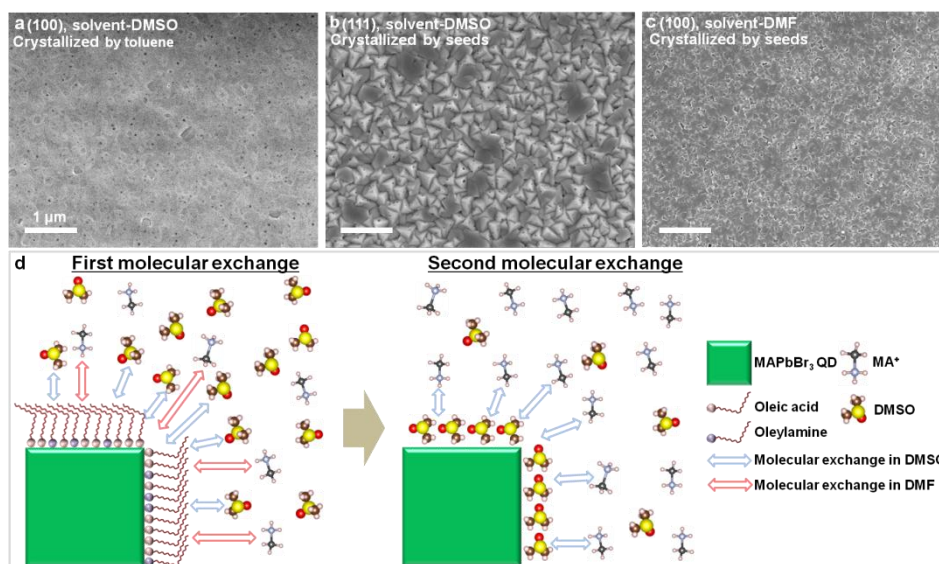 a (100), solvent-DMSO
Crystallized by toluene
1 µm
b (111), solvent-DMSO
Crystallized by seeds
c (100), solvent-DMF
Crystallized by seeds
d
First molecular exchange
Second molecular exchange
MAPbBr₃ QD
MA⁺
Oleic acid
DMSO
Oleylamine
Molecular exchange in DMSO
Molecular exchange in DMF